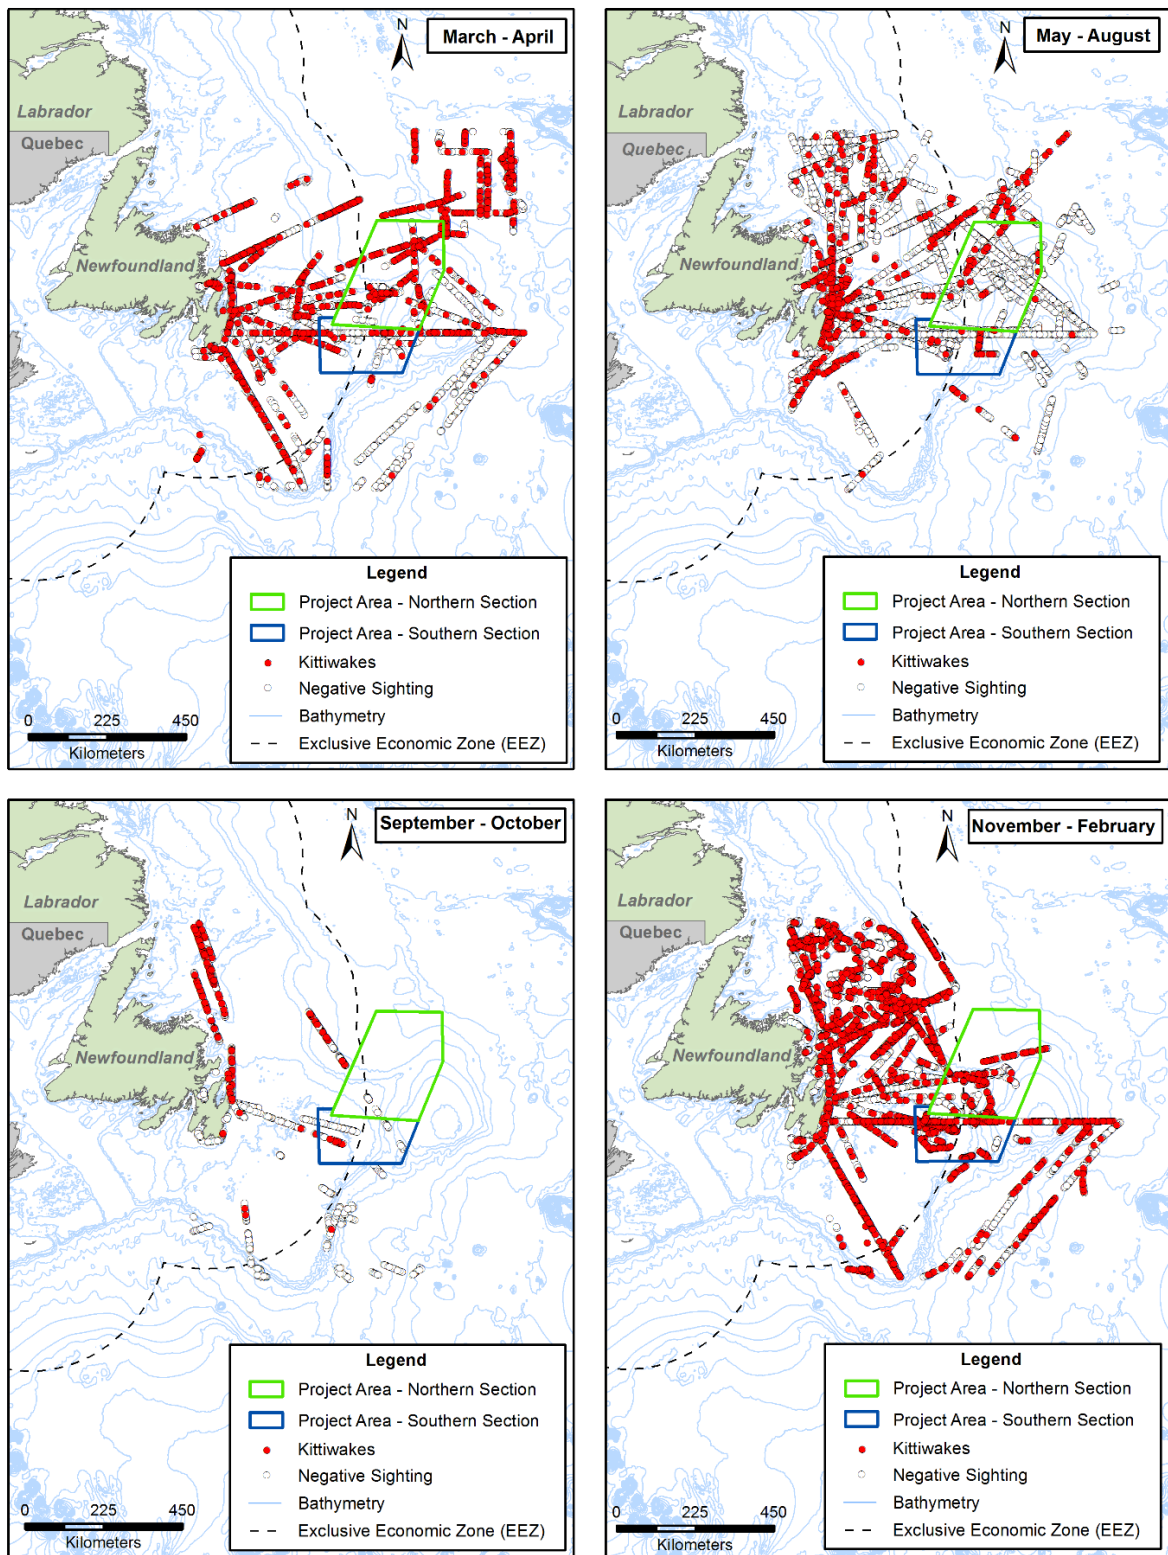 March - April
N
Labrador
Quebec
Newfoundland
Legend
Project Area - Northern Section
Project Area - Southern Section
Kittiwakes
Negative Sighting
Bathymetry
Exclusive Economic Zone (EEZ)
0 225 450
Kilometers
May - August
N
Labrador
Quebec
Newfoundland
Legend
Project Area - Northern Section
Project Area - Southern Section
Kittiwakes
Negative Sighting
Bathymetry
Exclusive Economic Zone (EEZ)
0 225 450
Kilometers
September - October
N
Labrador
Quebec
Newfoundland
Legend
Project Area - Northern Section
Project Area - Southern Section
Kittiwakes
Negative Sighting
Bathymetry
Exclusive Economic Zone (EEZ)
0 225 450
Kilometers
November - February
N
Labrador
Quebec
Newfoundland
Legend
Project Area - Northern Section
Project Area - Southern Section
Kittiwakes
Negative Sighting
Bathymetry
Exclusive Economic Zone (EEZ)
0 225 450
Kilometers